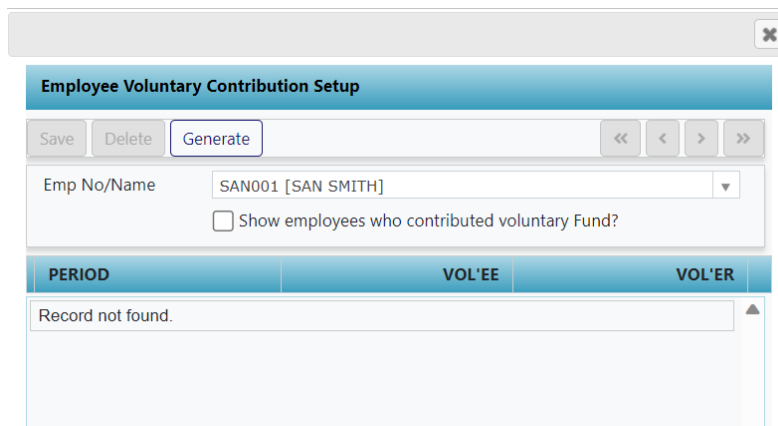 Employee Voluntary Contribution Setup
Save Delete Generate
Emp No/Name SAN001 [SAN SMITH]
Show employees who contributed voluntary Fund?
PERIOD VOL'EE VOL'ER
Record not found.